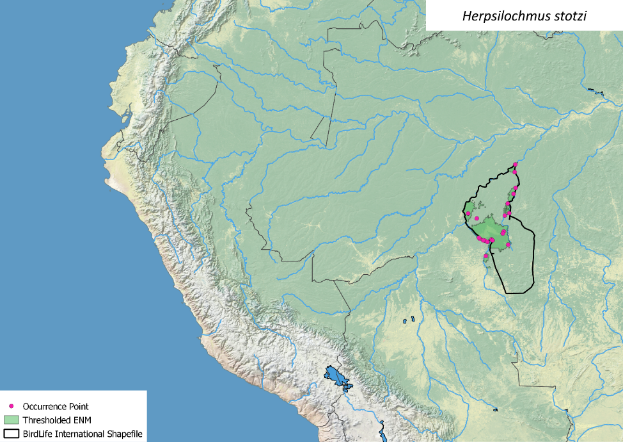 Herpsilochmus stotzi
Occurrence Point
Thresholded ENM
BirdLife International Shapefile